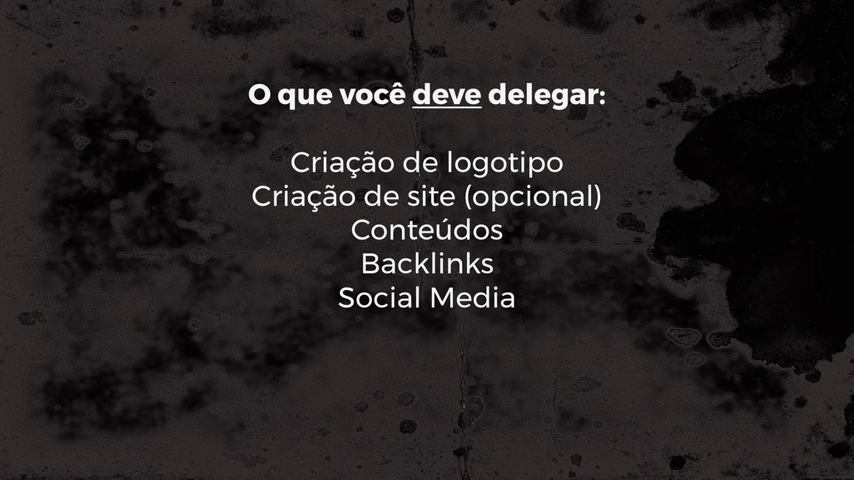 O que você deve delegar:
Criação de logotipo
Criação de site (opcional)
Conteúdos
Backlinks
Social Media